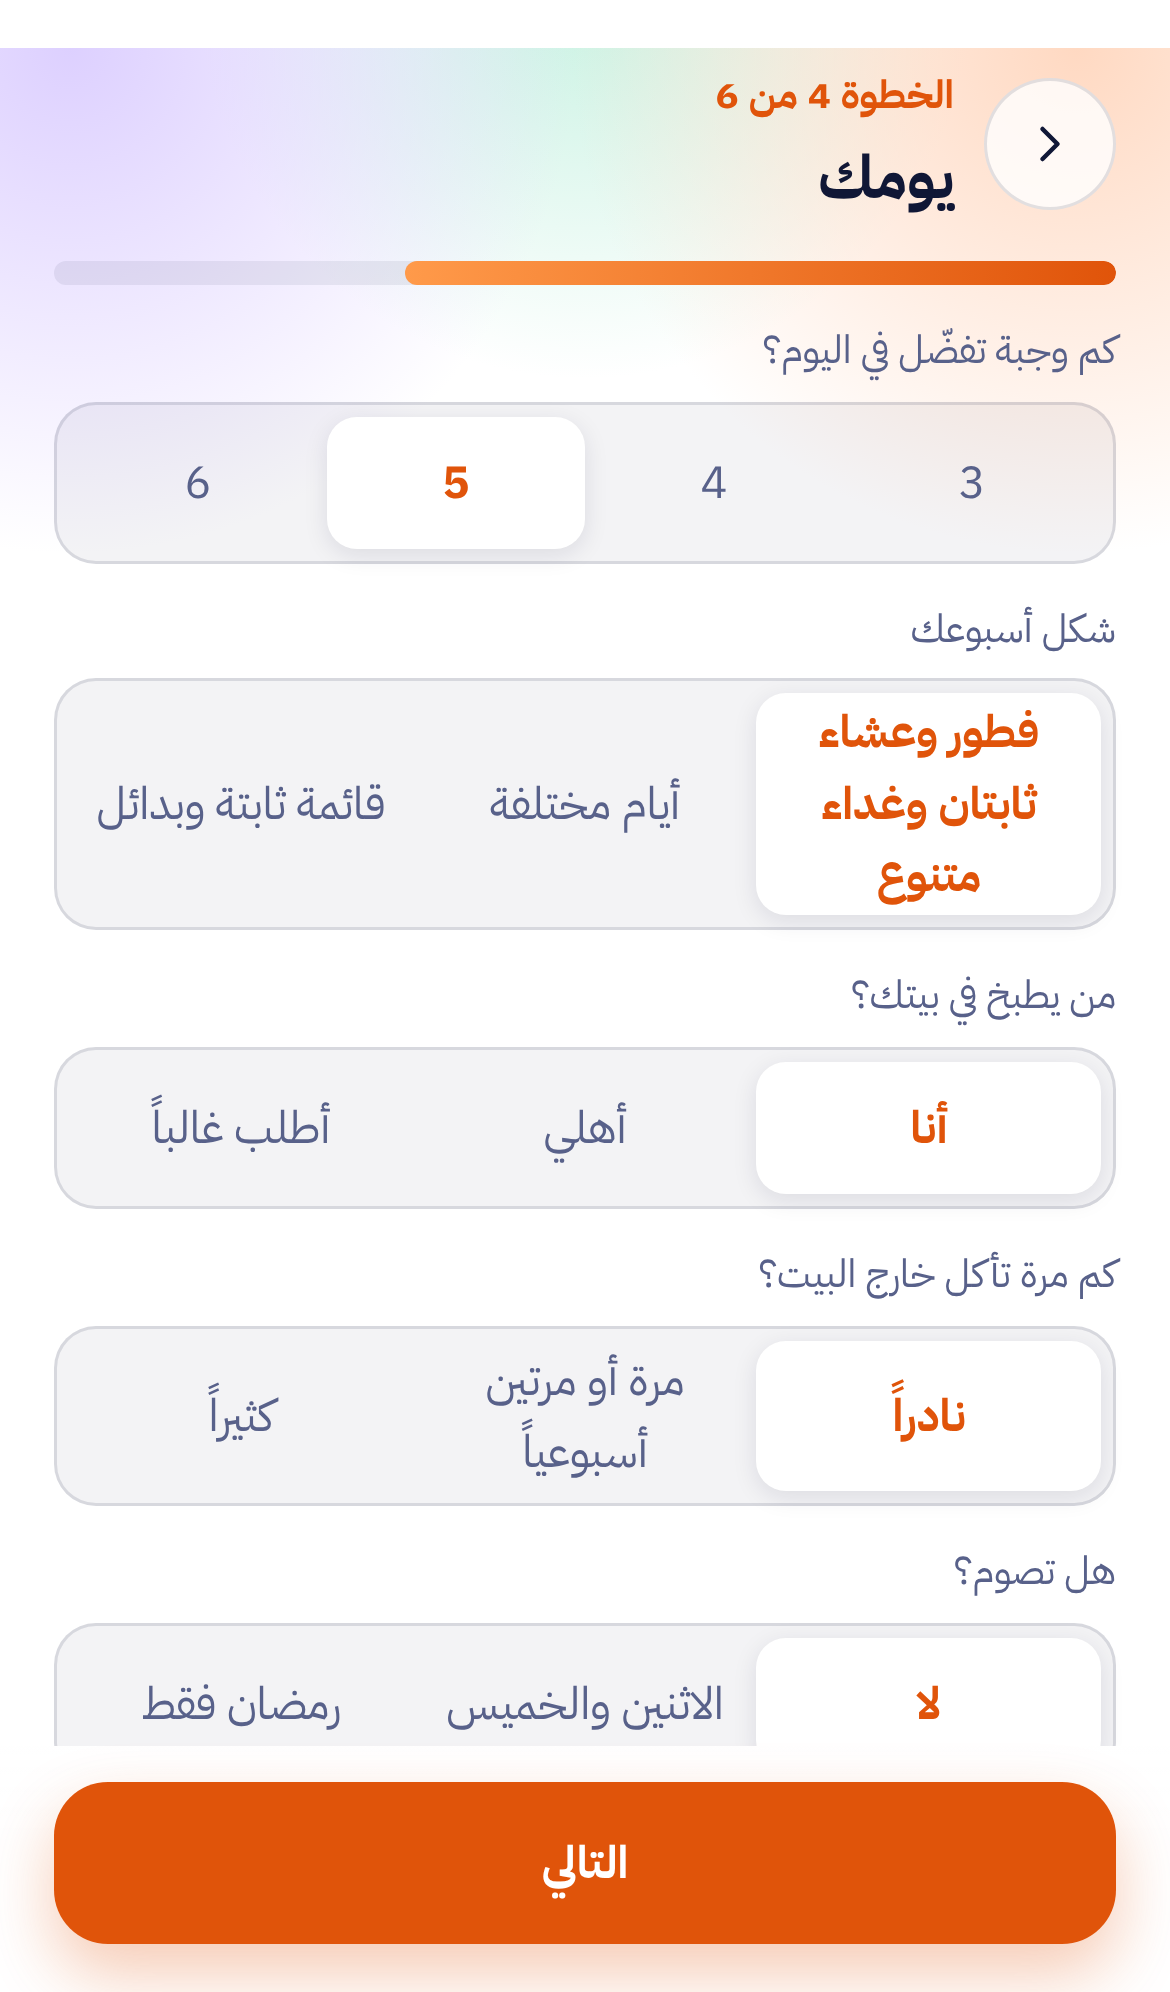 الخطوة 4 من 6
يومك
كم وجبة تفضّل في اليوم؟
3 4 5 6
شكل أسبوعك
فطور وعشاء
ثابتان وغداء
متنوع
أيام مختلفة
قائمة ثابتة وبدائل
من يطبخ في بيتك؟
أنا
أهلي
أطلب غالباً
كم مرة تأكل خارج البيت؟
نادراً
مرة أو مرتين
أسبوعياً
كثيراً
هل تصوم؟
لا
الاثنين والخميس
رمضان فقط
التالي